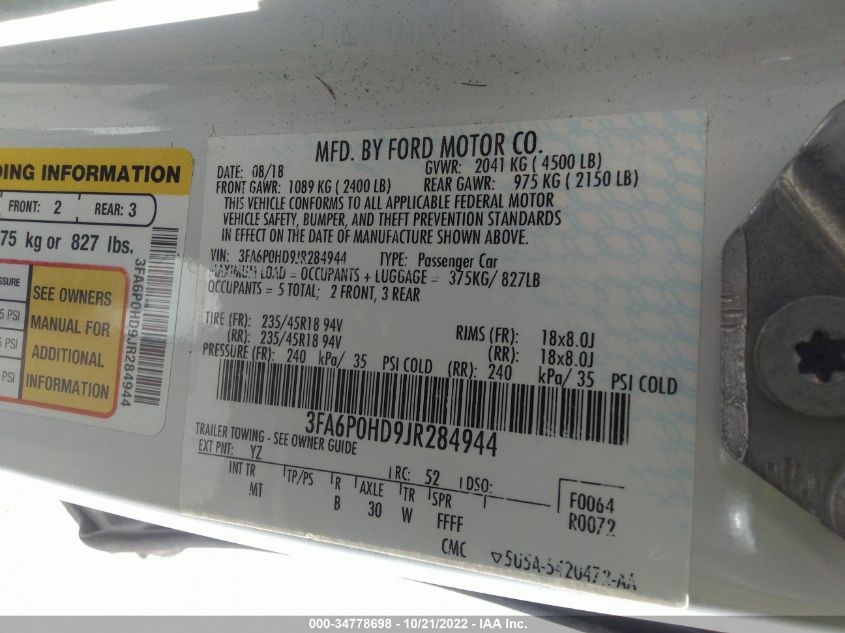 DING INFORMATION
FRONT: 2 REAR: 3
75 kg or 827 lbs.
SSURE
5 PSI
5 PSI
PSI
SEE OWNERS
MANUAL FOR
ADDITIONAL
INFORMATION
3FA6P0HD9JR284944
MFD. BY FORD MOTOR CO.
DATE: 08/18 GVWR: 2041 KG ( 4500 LB)
FRONT GAWR: 1089 KG ( 2400 LB) REAR GAWR: 975 KG ( 2150 LB)
THIS VEHICLE CONFORMS TO ALL APPLICABLE FEDERAL MOTOR
VEHICLE SAFETY, BUMPER, AND THEFT PREVENTION STANDARDS
IN EFFECT ON THE DATE OF MANUFACTURE SHOWN ABOVE.
VIN: 3FA6P0HD9JR284944 TYPE: Passenger Car
MAXIMUM LOAD = OCCUPANTS + LUGGAGE = 375KG/ 827LB
OCCUPANTS = 5 TOTAL; 2 FRONT, 3 REAR
TIRE (FR): 235/45R18 94V RIMS (FR): 18x8.0J
(RR): 235/45R18 94V (RR): 18x8.0J
PRESSURE (FR): 240 kPa/ 35 PSI COLD (RR): 240 kPa/ 35 PSI COLD
3FA6P0HD9JR284944
TRAILER TOWING - SEE OWNER GUIDE
EXT PNT: YZ RC: 52 DSO:
INT TR TP/PS R AXLE TR SPR F0064
MT B 30 W FFFF R0072
CMC
000-34778698 - 10/21/2022 - IAA Inc.